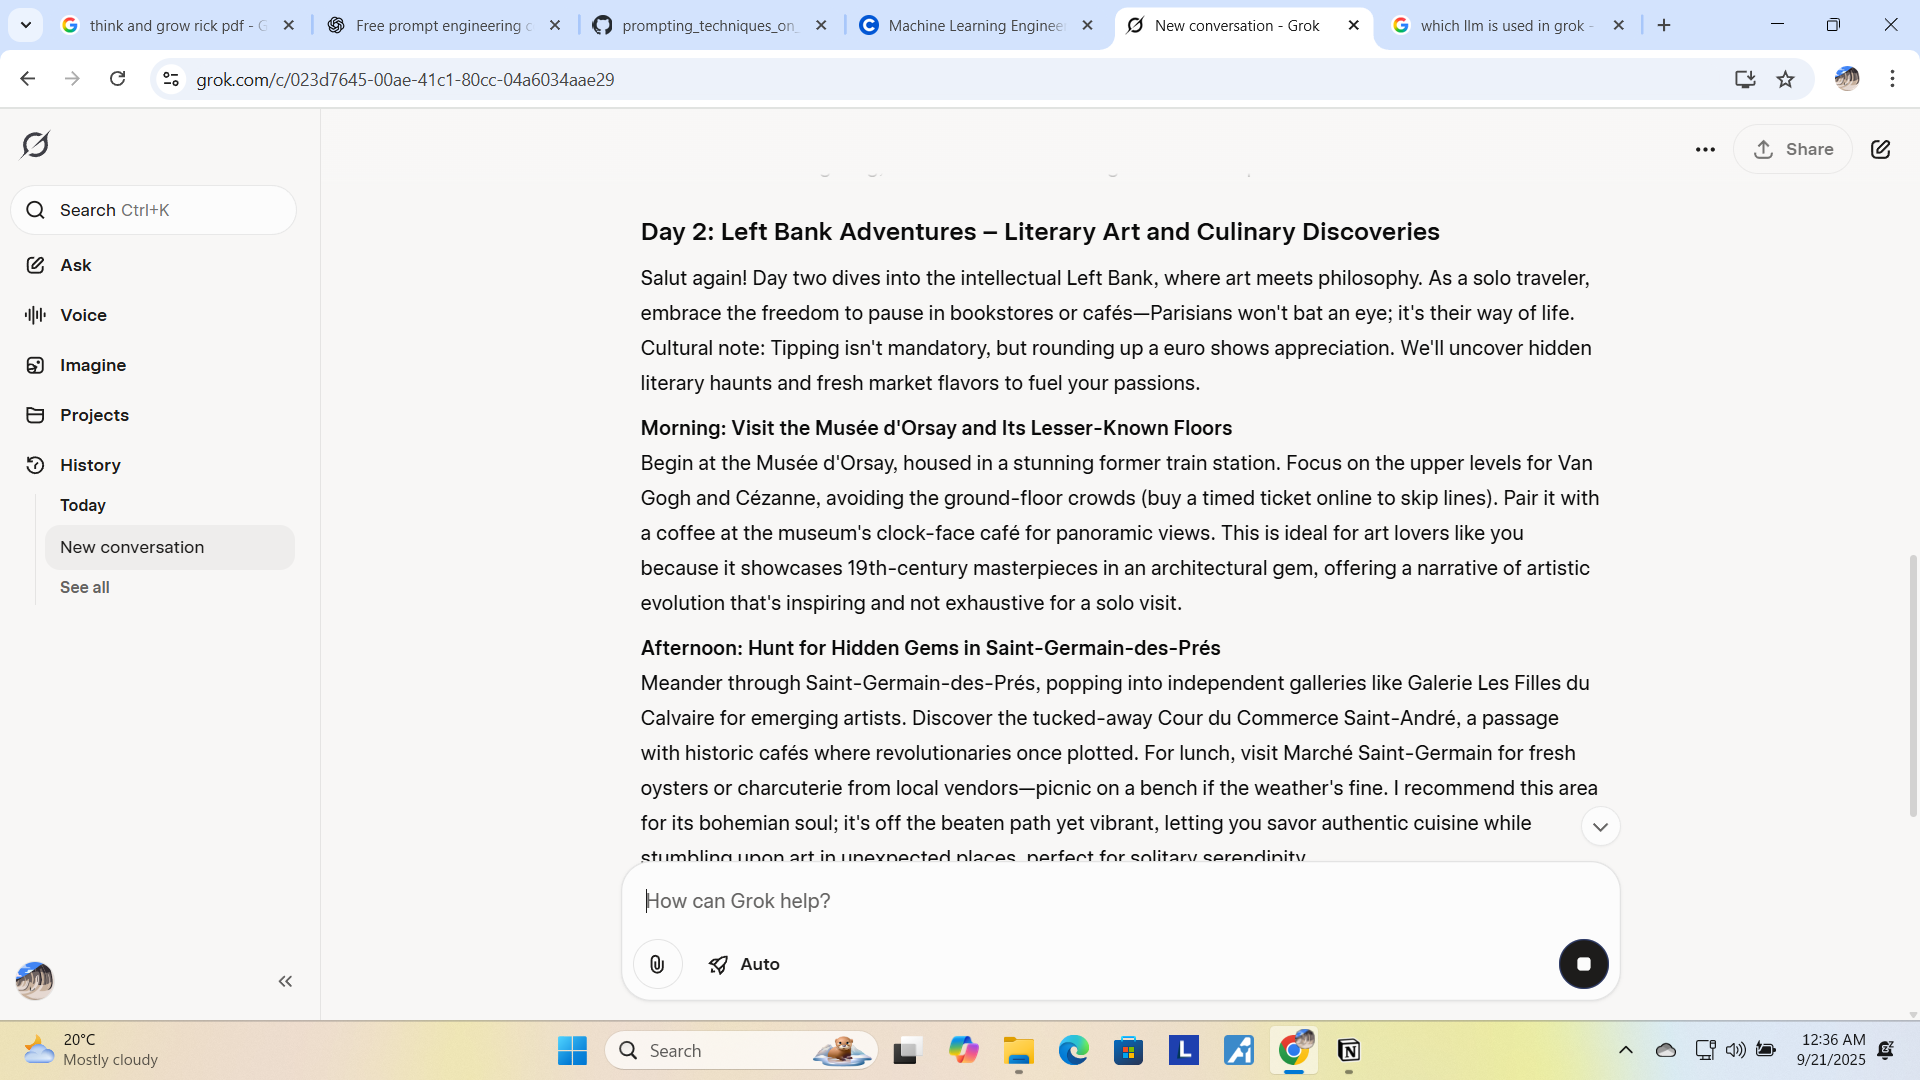 think and grow rick pdf - G
Free prompt engineering c
prompting_techniques_on_
Machine Learning Enginee
New conversation - Grok
which llm is used in grok -
grok.com/c/023d7645-00ae-41c1-80cc-04a6034aae29
Share
Search Ctrl+K
Ask
Voice
Imagine
Projects
History
Today
New conversation
See all
Day 2: Left Bank Adventures – Literary Art and Culinary Discoveries
Salut again! Day two dives into the intellectual Left Bank, where art meets philosophy. As a solo traveler,
embrace the freedom to pause in bookstores or cafés—Parisians won't bat an eye; it's their way of life.
Cultural note: Tipping isn't mandatory, but rounding up a euro shows appreciation. We'll uncover hidden
literary haunts and fresh market flavors to fuel your passions.
Morning: Visit the Musée d'Orsay and Its Lesser-Known Floors
Begin at the Musée d'Orsay, housed in a stunning former train station. Focus on the upper levels for Van
Gogh and Cézanne, avoiding the ground-floor crowds (buy a timed ticket online to skip lines). Pair it with
a coffee at the museum's clock-face café for panoramic views. This is ideal for art lovers like you
because it showcases 19th-century masterpieces in an architectural gem, offering a narrative of artistic
evolution that's inspiring and not exhaustive for a solo visit.
Afternoon: Hunt for Hidden Gems in Saint-Germain-des-Prés
Meander through Saint-Germain-des-Prés, popping into independent galleries like Galerie Les Filles du
Calvaire for emerging artists. Discover the tucked-away Cour du Commerce Saint-André, a passage
with historic cafés where revolutionaries once plotted. For lunch, visit Marché Saint-Germain for fresh
oysters or charcuterie from local vendors—picnic on a bench if the weather's fine. I recommend this area
for its bohemian soul; it's off the beaten path yet vibrant, letting you savor authentic cuisine while
stumbling upon art in unexpected places, perfect for solitary serendipity.
How can Grok help?
Auto
20°C
Mostly cloudy
Search
12:36 AM
9/21/2025